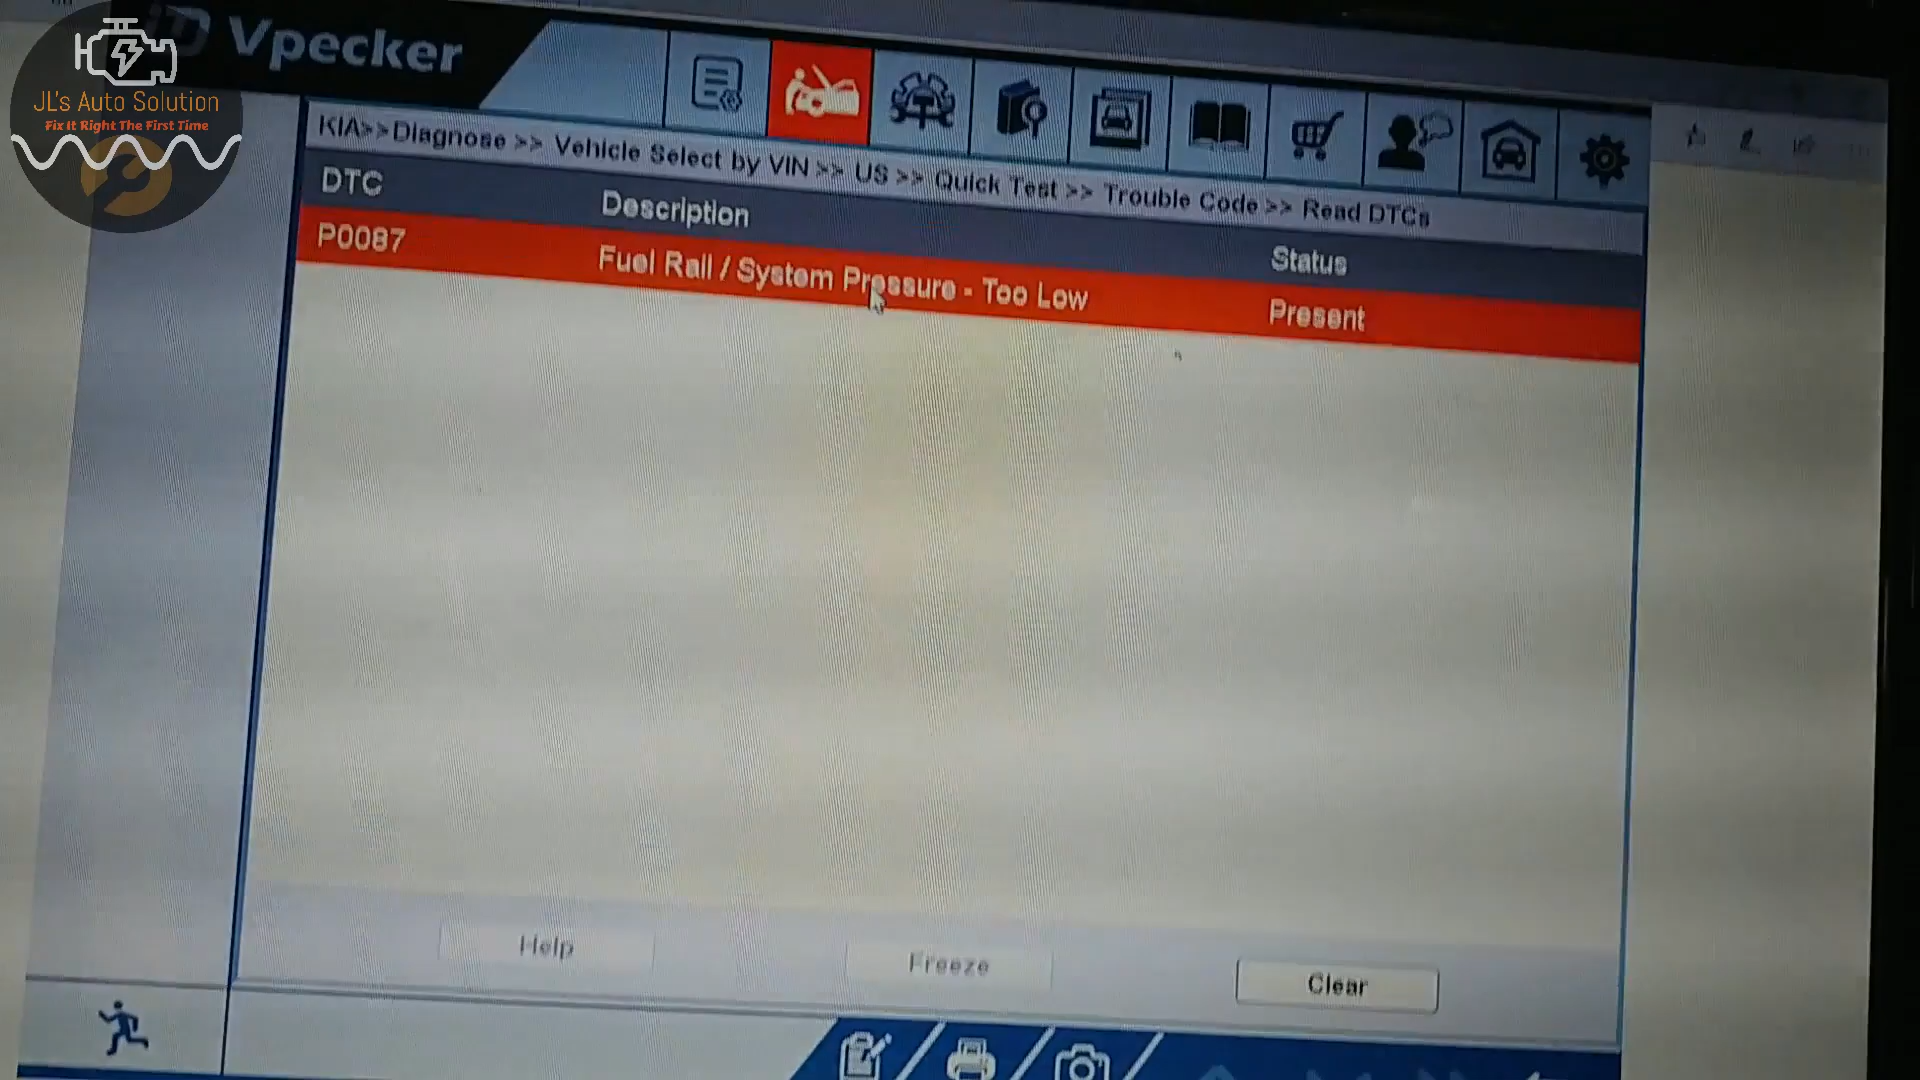 Vpecker
JL's Auto Solution
Fix It Right The First Time
KIA>>Diagnose >> Vehicle Select by VIN >> US >> Quick Test >> Trouble Code >> Read DTCs
DTC Description Status
P0087 Fuel Rail / System Pressure - Too Low Present
Help Freeze Clear